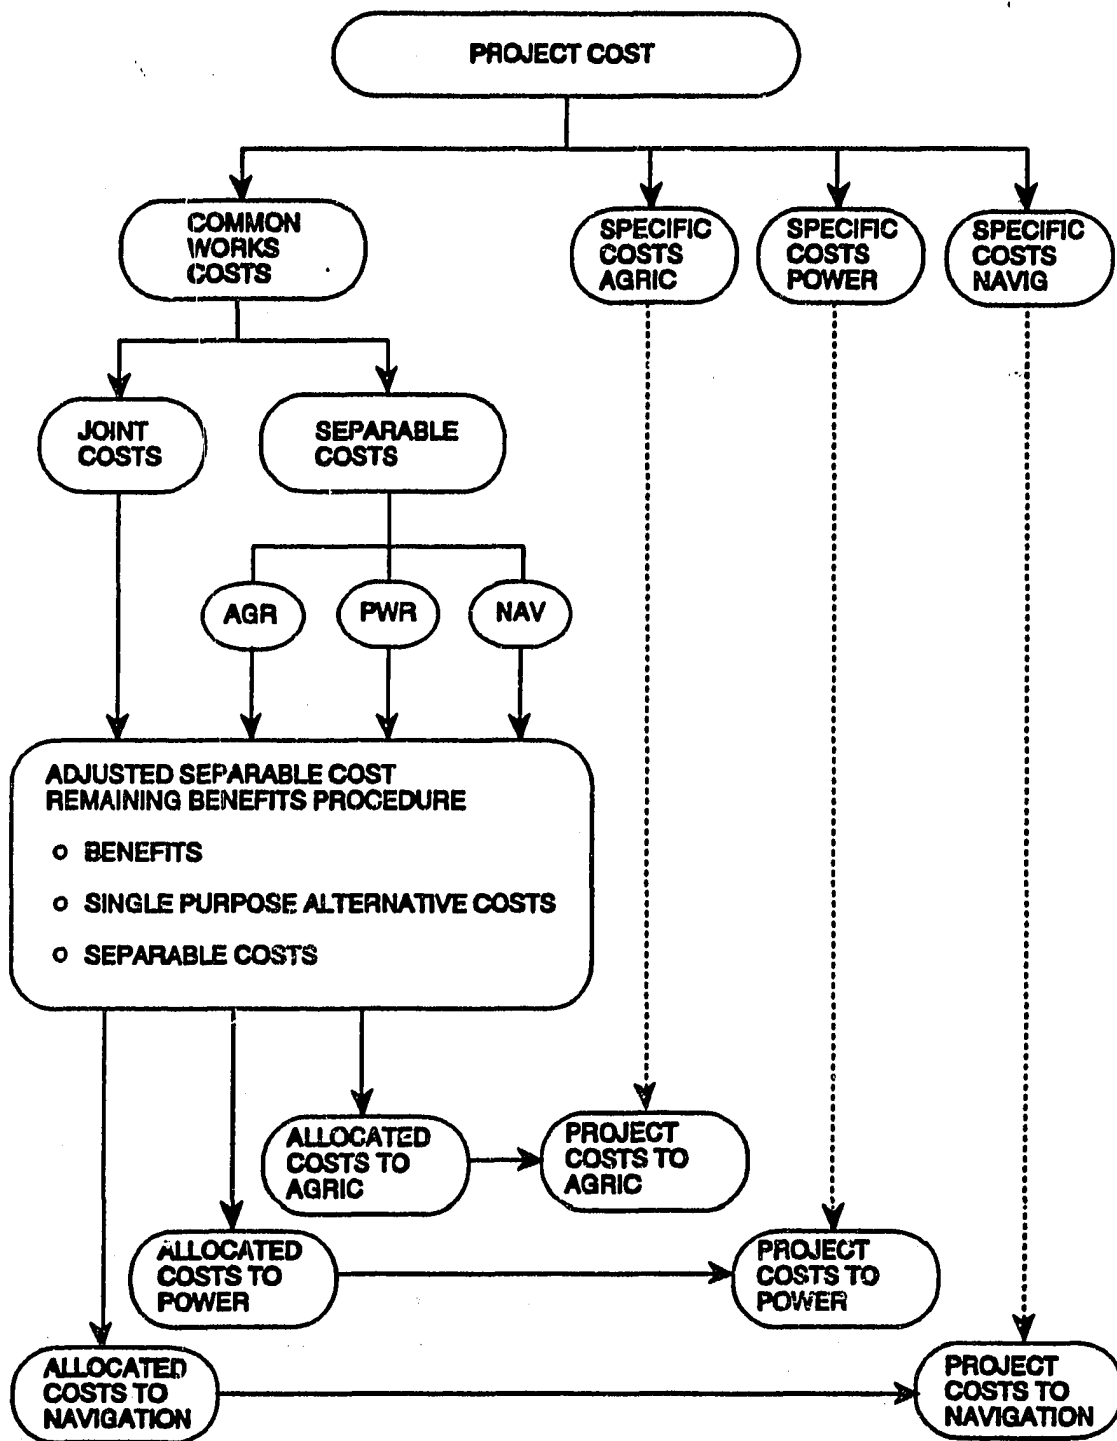 PROJECT COST
COMMON
WORKS
COSTS
SPECIFIC
COSTS
AGRIC
SPECIFIC
COSTS
POWER
SPECIFIC
COSTS
NAVIG
JOINT
COSTS
SEPARABLE
COSTS
AGR
PWR
NAV
ADJUSTED SEPARABLE COST
REMAINING BENEFITS PROCEDURE
o BENEFITS
o SINGLE PURPOSE ALTERNATIVE COSTS
o SEPARABLE COSTS
ALLOCATED
COSTS TO
AGRIC
PROJECT
COSTS TO
AGRIC
ALLOCATED
COSTS TO
POWER
PROJECT
COSTS TO
POWER
ALLOCATED
COSTS TO
NAVIGATION
PROJECT
COSTS TO
NAVIGATION